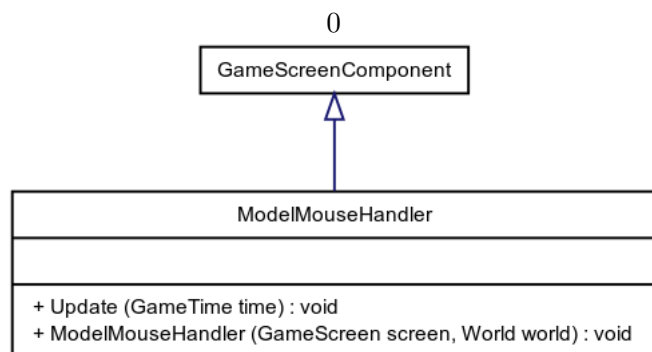 0
GameScreenComponent
ModelMouseHandler
+ Update (GameTime time) : void
+ ModelMouseHandler (GameScreen screen, World world) : void